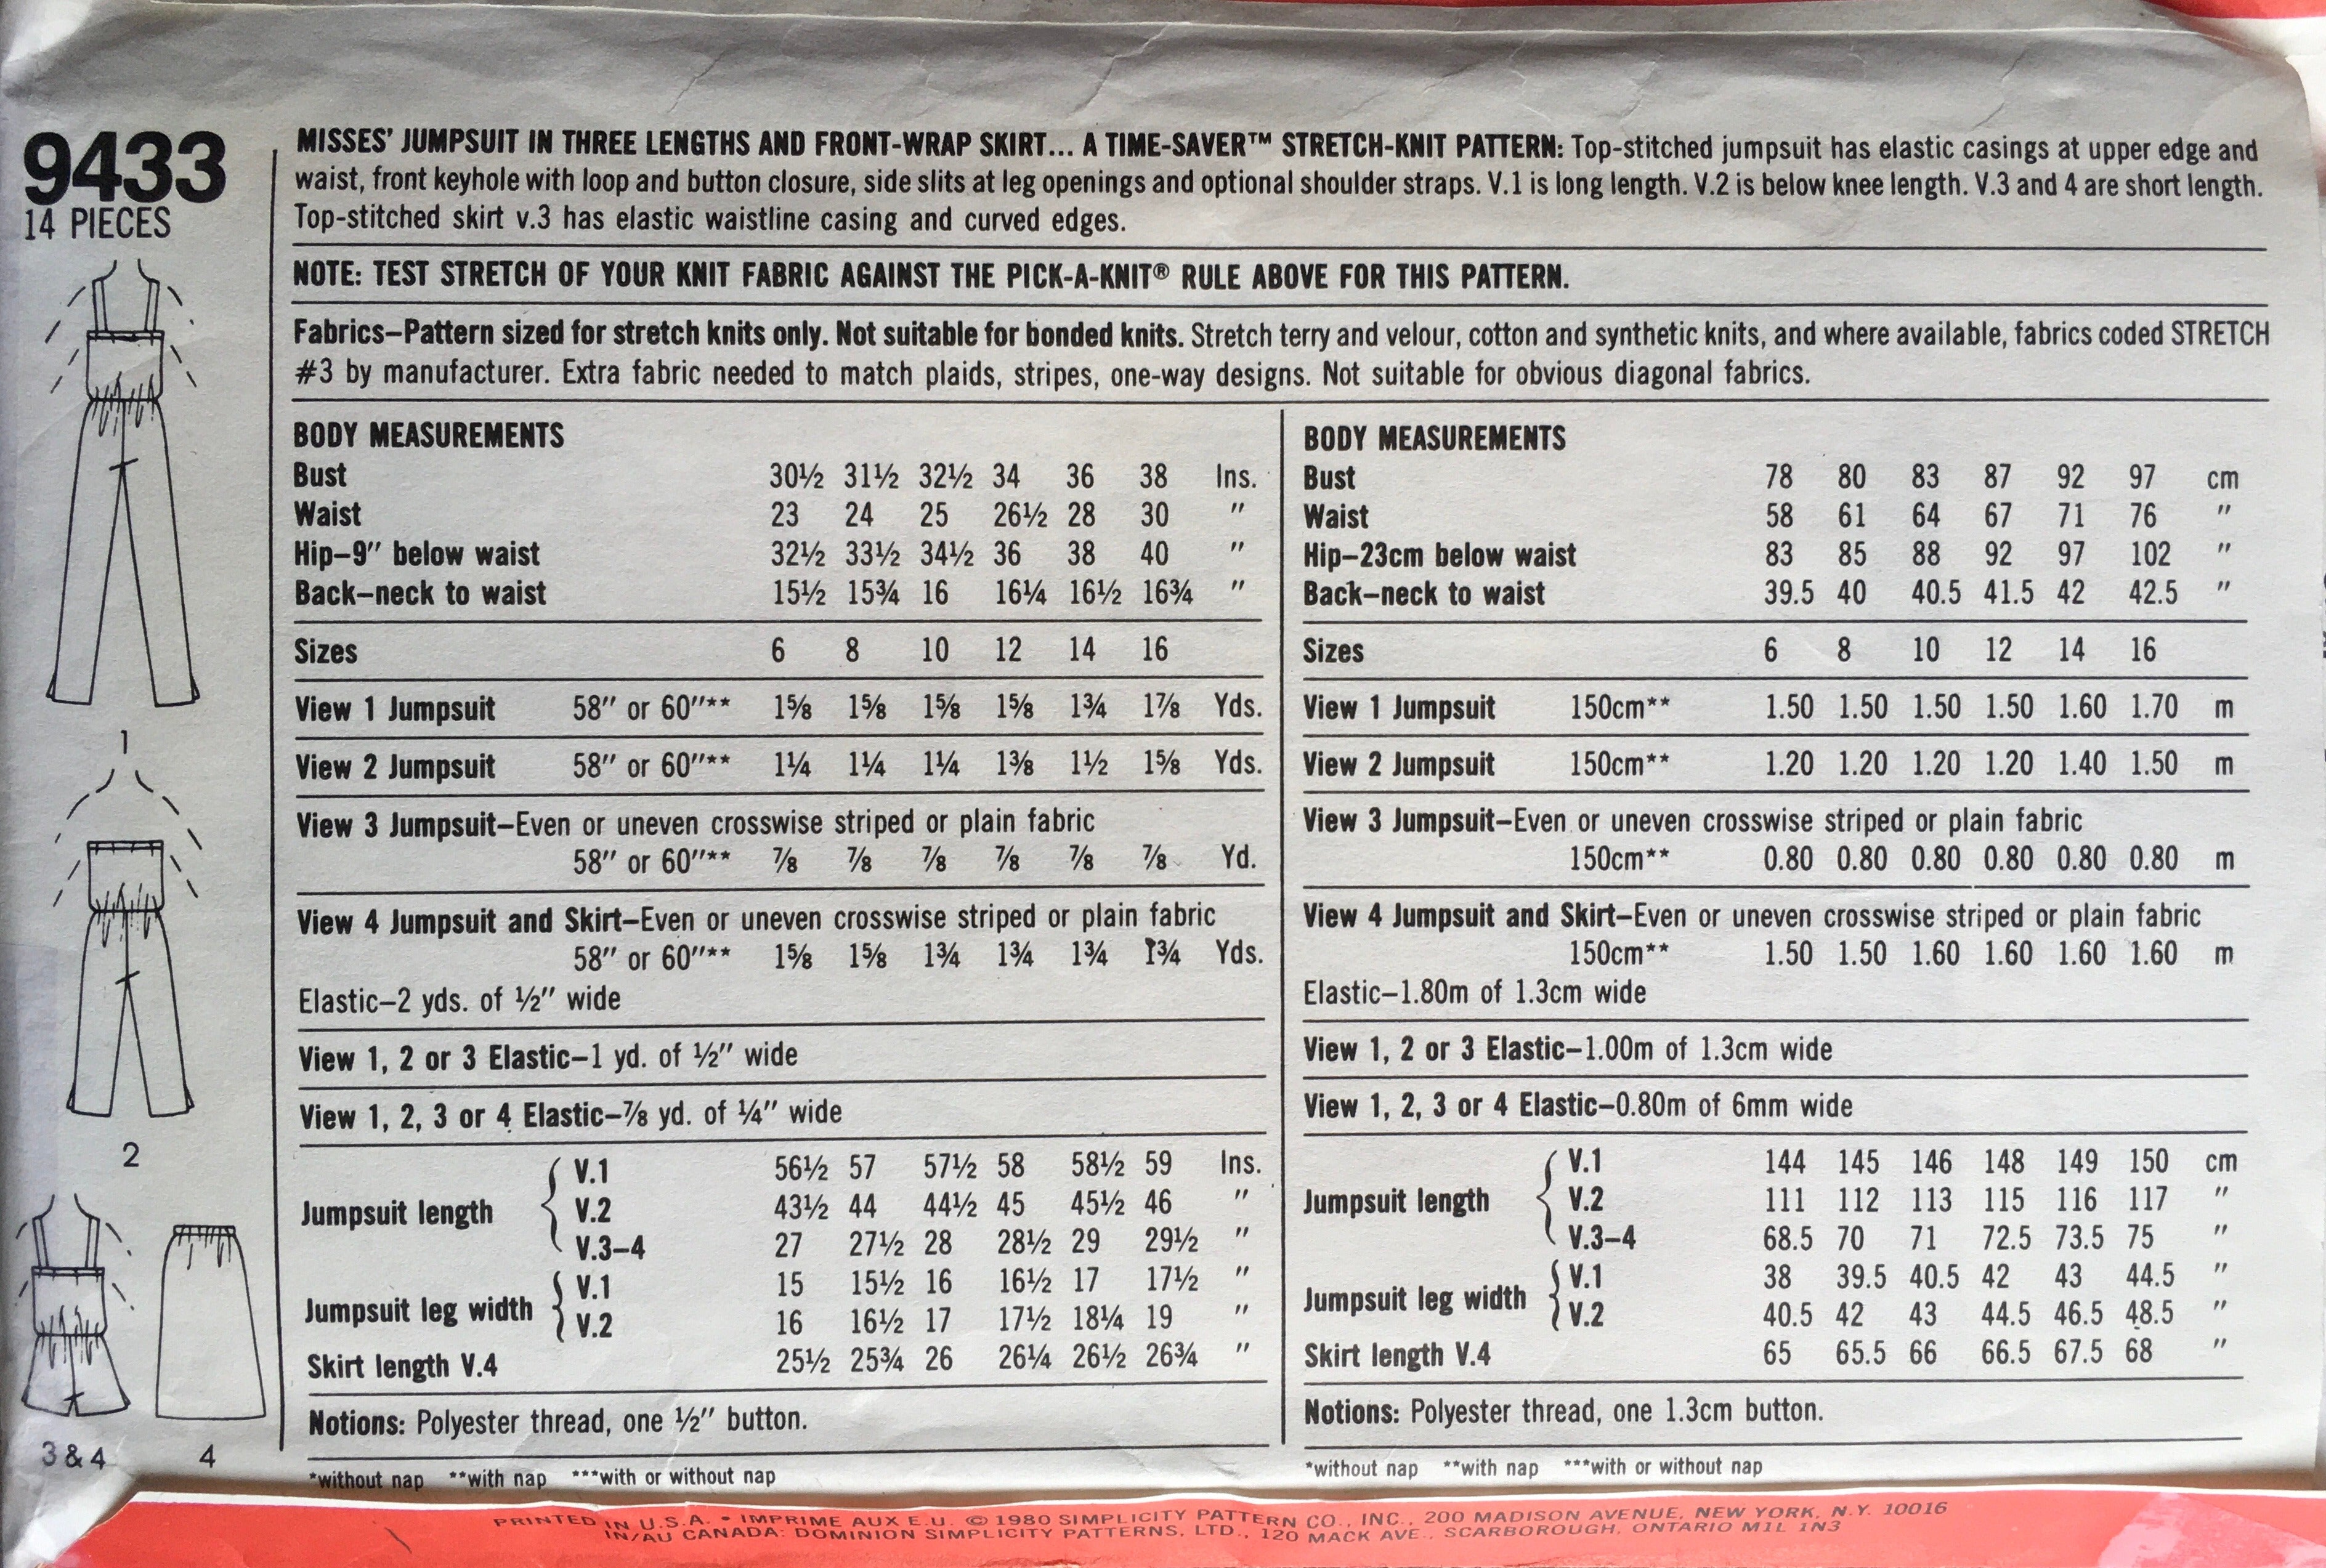 9433
14 PIECES
MISSES' JUMPSUIT IN THREE LENGTHS AND FRONT-WRAP SKIRT... A TIME-SAVER™ STRETCH-KNIT PATTERN: Top-stitched jumpsuit has elastic casings at upper edge and
waist, front keyhole with loop and button closure, side slits at leg openings and optional shoulder straps. V.1 is long length. V.2 is below knee length. V.3 and 4 are short length.
Top-stitched skirt v.3 has elastic waistline casing and curved edges.
NOTE: TEST STRETCH OF YOUR KNIT FABRIC AGAINST THE PICK-A-KNIT® RULE ABOVE FOR THIS PATTERN.
Fabrics–Pattern sized for stretch knits only. Not suitable for bonded knits. Stretch terry and velour, cotton and synthetic knits, and where available, fabrics coded STRETCH
#3 by manufacturer. Extra fabric needed to match plaids, stripes, one-way designs. Not suitable for obvious diagonal fabrics.
BODY MEASUREMENTS
Bust 30½ 31½ 32½ 34 36 38 Ins.
Waist 23 24 25 26½ 28 30 "
Hip–9" below waist 32½ 33½ 34½ 36 38 40 "
Back–neck to waist 15½ 15¾ 16 16¼ 16½ 16¾ "
Sizes 6 8 10 12 14 16
View 1 Jumpsuit 58" or 60"** 1⅝ 1⅝ 1⅝ 1⅝ 1¾ 1⅞ Yds.
View 2 Jumpsuit 58" or 60"** 1¼ 1¼ 1¼ 1⅜ 1½ 1⅝ Yds.
View 3 Jumpsuit–Even or uneven crosswise striped or plain fabric
58" or 60"** ⅞ ⅞ ⅞ ⅞ ⅞ ⅞ Yd.
View 4 Jumpsuit and Skirt–Even or uneven crosswise striped or plain fabric
58" or 60"** 1⅝ 1⅝ 1¾ 1¾ 1¾ 1¾ Yds.
Elastic–2 yds. of ½" wide
View 1, 2 or 3 Elastic–1 yd. of ½" wide
View 1, 2, 3 or 4 Elastic–⅞ yd. of ¼" wide
Jumpsuit length
V.1 56½ 57 57½ 58 58½ 59 Ins.
V.2 43½ 44 44½ 45 45½ 46 "
V.3–4 27 27½ 28 28½ 29 29½ "
Jumpsuit leg width
V.1 15 15½ 16 16½ 17 17½ "
V.2 16 16½ 17 17½ 18¼ 19 "
Skirt length V.4 25½ 25¾ 26 26¼ 26½ 26¾ "
Notions: Polyester thread, one ½" button.
*without nap **with nap ***with or without nap
BODY MEASUREMENTS
Bust 78 80 83 87 92 97 cm
Waist 58 61 64 67 71 76 "
Hip–23cm below waist 83 85 88 92 97 102 "
Back–neck to waist 39.5 40 40.5 41.5 42 42.5 "
Sizes 6 8 10 12 14 16
View 1 Jumpsuit 150cm** 1.50 1.50 1.50 1.50 1.60 1.70 m
View 2 Jumpsuit 150cm** 1.20 1.20 1.20 1.20 1.40 1.50 m
View 3 Jumpsuit–Even or uneven crosswise striped or plain fabric
150cm** 0.80 0.80 0.80 0.80 0.80 0.80 m
View 4 Jumpsuit and Skirt–Even or uneven crosswise striped or plain fabric
150cm** 1.50 1.50 1.60 1.60 1.60 1.60 m
Elastic–1.80m of 1.3cm wide
View 1, 2 or 3 Elastic–1.00m of 1.3cm wide
View 1, 2, 3 or 4 Elastic–0.80m of 6mm wide
Jumpsuit length
V.1 144 145 146 148 149 150 cm
V.2 111 112 113 115 116 117 "
V.3–4 68.5 70 71 72.5 73.5 75 "
Jumpsuit leg width
V.1 38 39.5 40.5 42 43 44.5 "
V.2 40.5 42 43 44.5 46.5 48.5 "
Skirt length V.4 65 65.5 66 66.5 67.5 68 "
Notions: Polyester thread, one 1.3cm button.
*without nap **with nap ***with or without nap
1
2
3 & 4
4
PRINTED IN U.S.A. • IMPRIME AUX E.U. © 1980 SIMPLICITY PATTERN CO., INC., 200 MADISON AVENUE, NEW YORK, N.Y. 10016
IN/AU CANADA: DOMINION SIMPLICITY PATTERNS, LTD., 120 MACK AVE., SCARBOROUGH, ONTARIO M1L 1N3